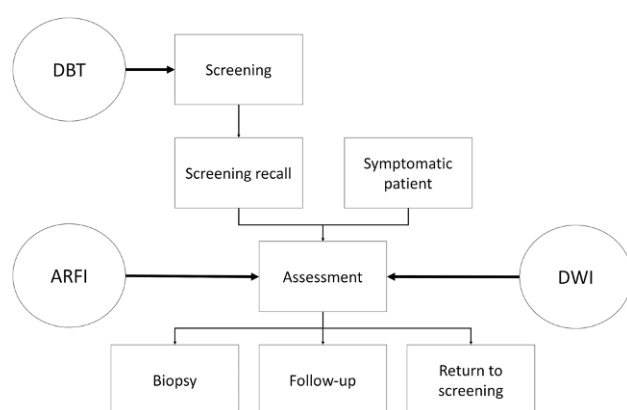 DBT
Screening
Screening recall
Symptomatic
patient
ARFI
Assessment
DWI
Biopsy
Follow-up
Return to
screening